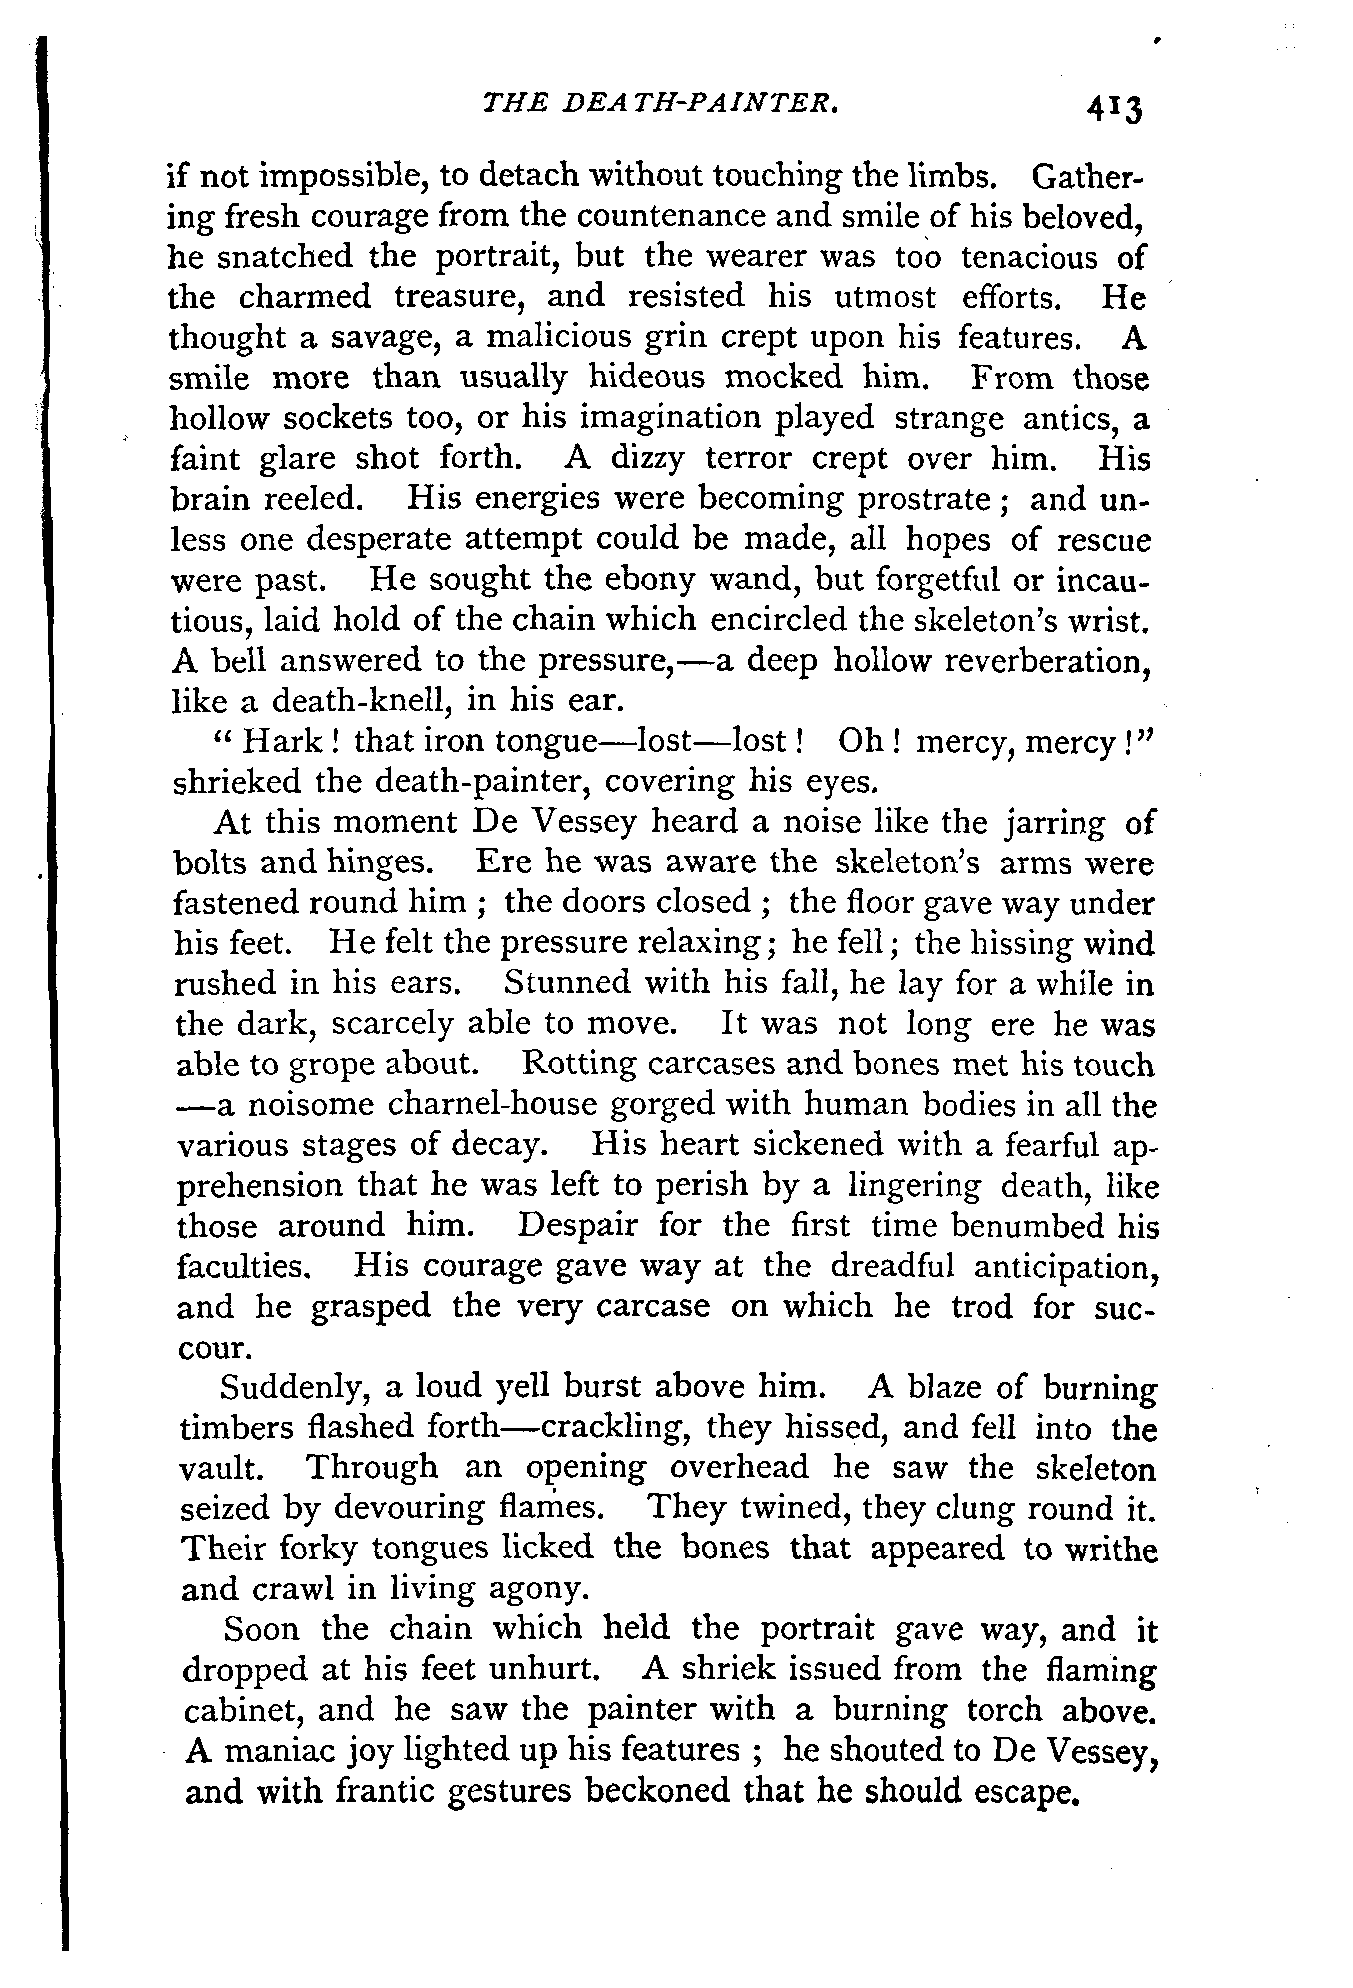 THE DEATH-PAINTER. 413
if not impossible, to detach without touching the limbs. Gather-
ing fresh courage from the countenance and smile of his beloved,
he snatched the portrait, but the wearer was too tenacious of
the charmed treasure, and resisted his utmost efforts. He
thought a savage, a malicious grin crept upon his features. A
smile more than usually hideous mocked him. From those
hollow sockets too, or his imagination played strange antics, a
faint glare shot forth. A dizzy terror crept over him. His
brain reeled. His energies were becoming prostrate ; and un-
less one desperate attempt could be made, all hopes of rescue
were past. He sought the ebony wand, but forgetful or incau-
tious, laid hold of the chain which encircled the skeleton's wrist.
A bell answered to the pressure,—a deep hollow reverberation,
like a death-knell, in his ear.
“ Hark ! that iron tongue—lost—lost ! Oh ! mercy, mercy !”
shrieked the death-painter, covering his eyes.
At this moment De Vessey heard a noise like the jarring of
bolts and hinges. Ere he was aware the skeleton's arms were
fastened round him ; the doors closed ; the floor gave way under
his feet. He felt the pressure relaxing ; he fell ; the hissing wind
rushed in his ears. Stunned with his fall, he lay for a while in
the dark, scarcely able to move. It was not long ere he was
able to grope about. Rotting carcases and bones met his touch
—a noisome charnel-house gorged with human bodies in all the
various stages of decay. His heart sickened with a fearful ap-
prehension that he was left to perish by a lingering death, like
those around him. Despair for the first time benumbed his
faculties. His courage gave way at the dreadful anticipation,
and he grasped the very carcase on which he trod for suc-
cour.
Suddenly, a loud yell burst above him. A blaze of burning
timbers flashed forth—crackling, they hissed, and fell into the
vault. Through an opening overhead he saw the skeleton
seized by devouring flames. They twined, they clung round it.
Their forky tongues licked the bones that appeared to writhe
and crawl in living agony.
Soon the chain which held the portrait gave way, and it
dropped at his feet unhurt. A shriek issued from the flaming
cabinet, and he saw the painter with a burning torch above.
A maniac joy lighted up his features ; he shouted to De Vessey,
and with frantic gestures beckoned that he should escape.